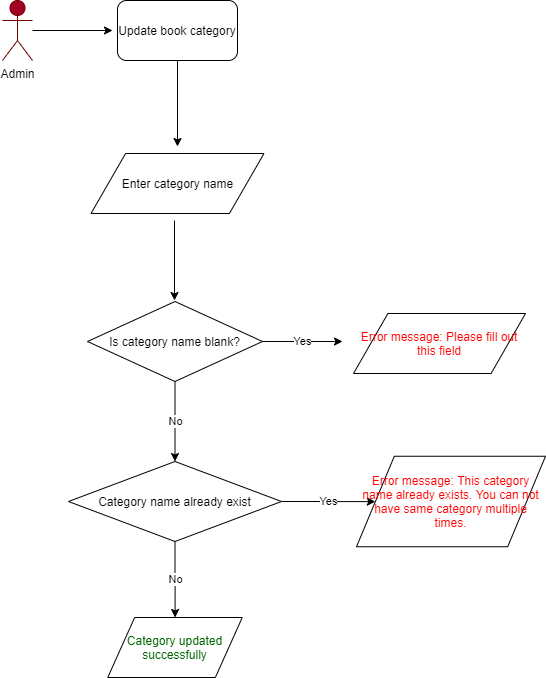 Update book category
Admin
Enter category name
Is category name blank?
Yes
Error message: Please fill out
this field
No
Category name already exist
Yes
Error message: This category
name already exists. You can not
have same category multiple
times.
No
Category updated
successfully